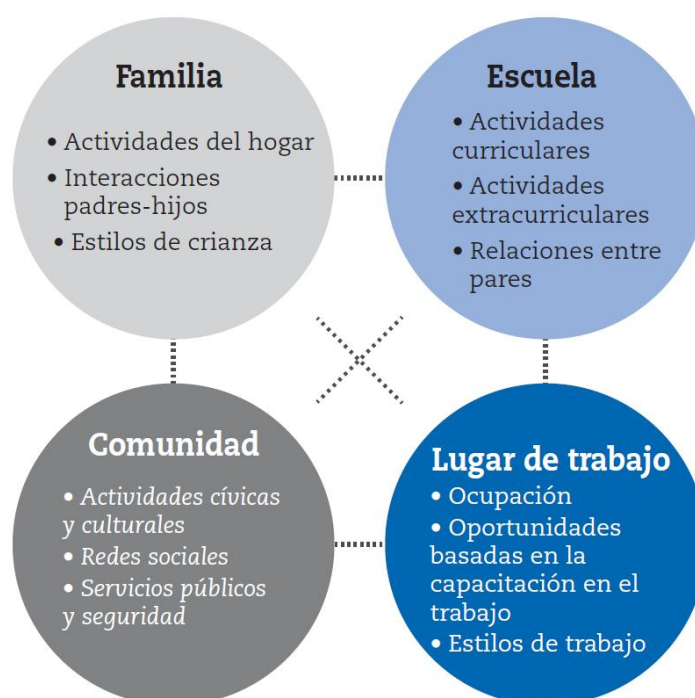 Familia
• Actividades del hogar
• Interacciones
padres-hijos
• Estilos de crianza
Escuela
• Actividades
curriculares
• Actividades
extracurriculares
• Relaciones entre
pares
Comunidad
• Actividades cívicas
y culturales
• Redes sociales
• Servicios públicos
y seguridad
Lugar de trabajo
• Ocupación
• Oportunidades
basadas en la
capacitación en el
trabajo
• Estilos de trabajo